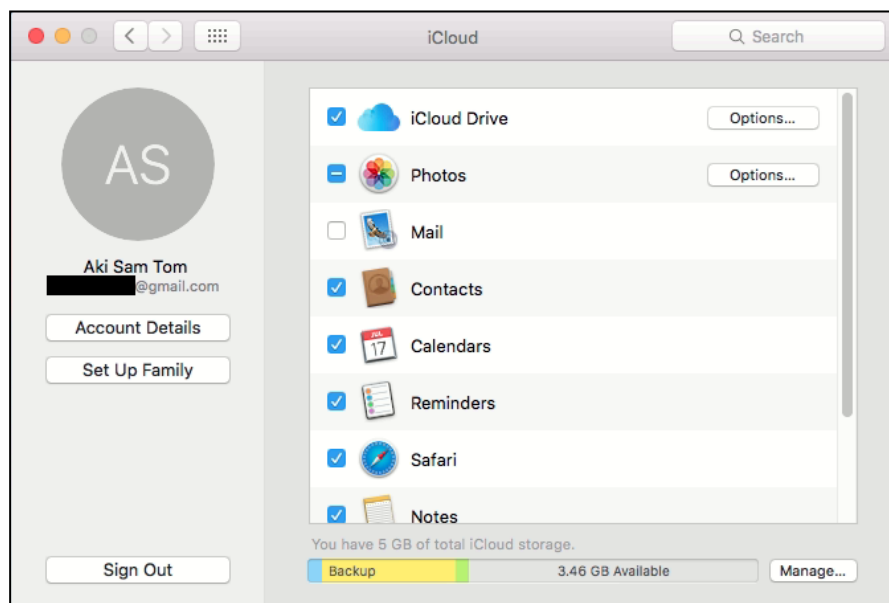 iCloud
Search
AS
Aki Sam Tom
@gmail.com
Account Details
Set Up Family
Sign Out
iCloud Drive
Options...
Photos
Options...
Mail
Contacts
JUL
17
Calendars
Reminders
Safari
Notes
You have 5 GB of total iCloud storage.
Backup
3.46 GB Available
Manage...